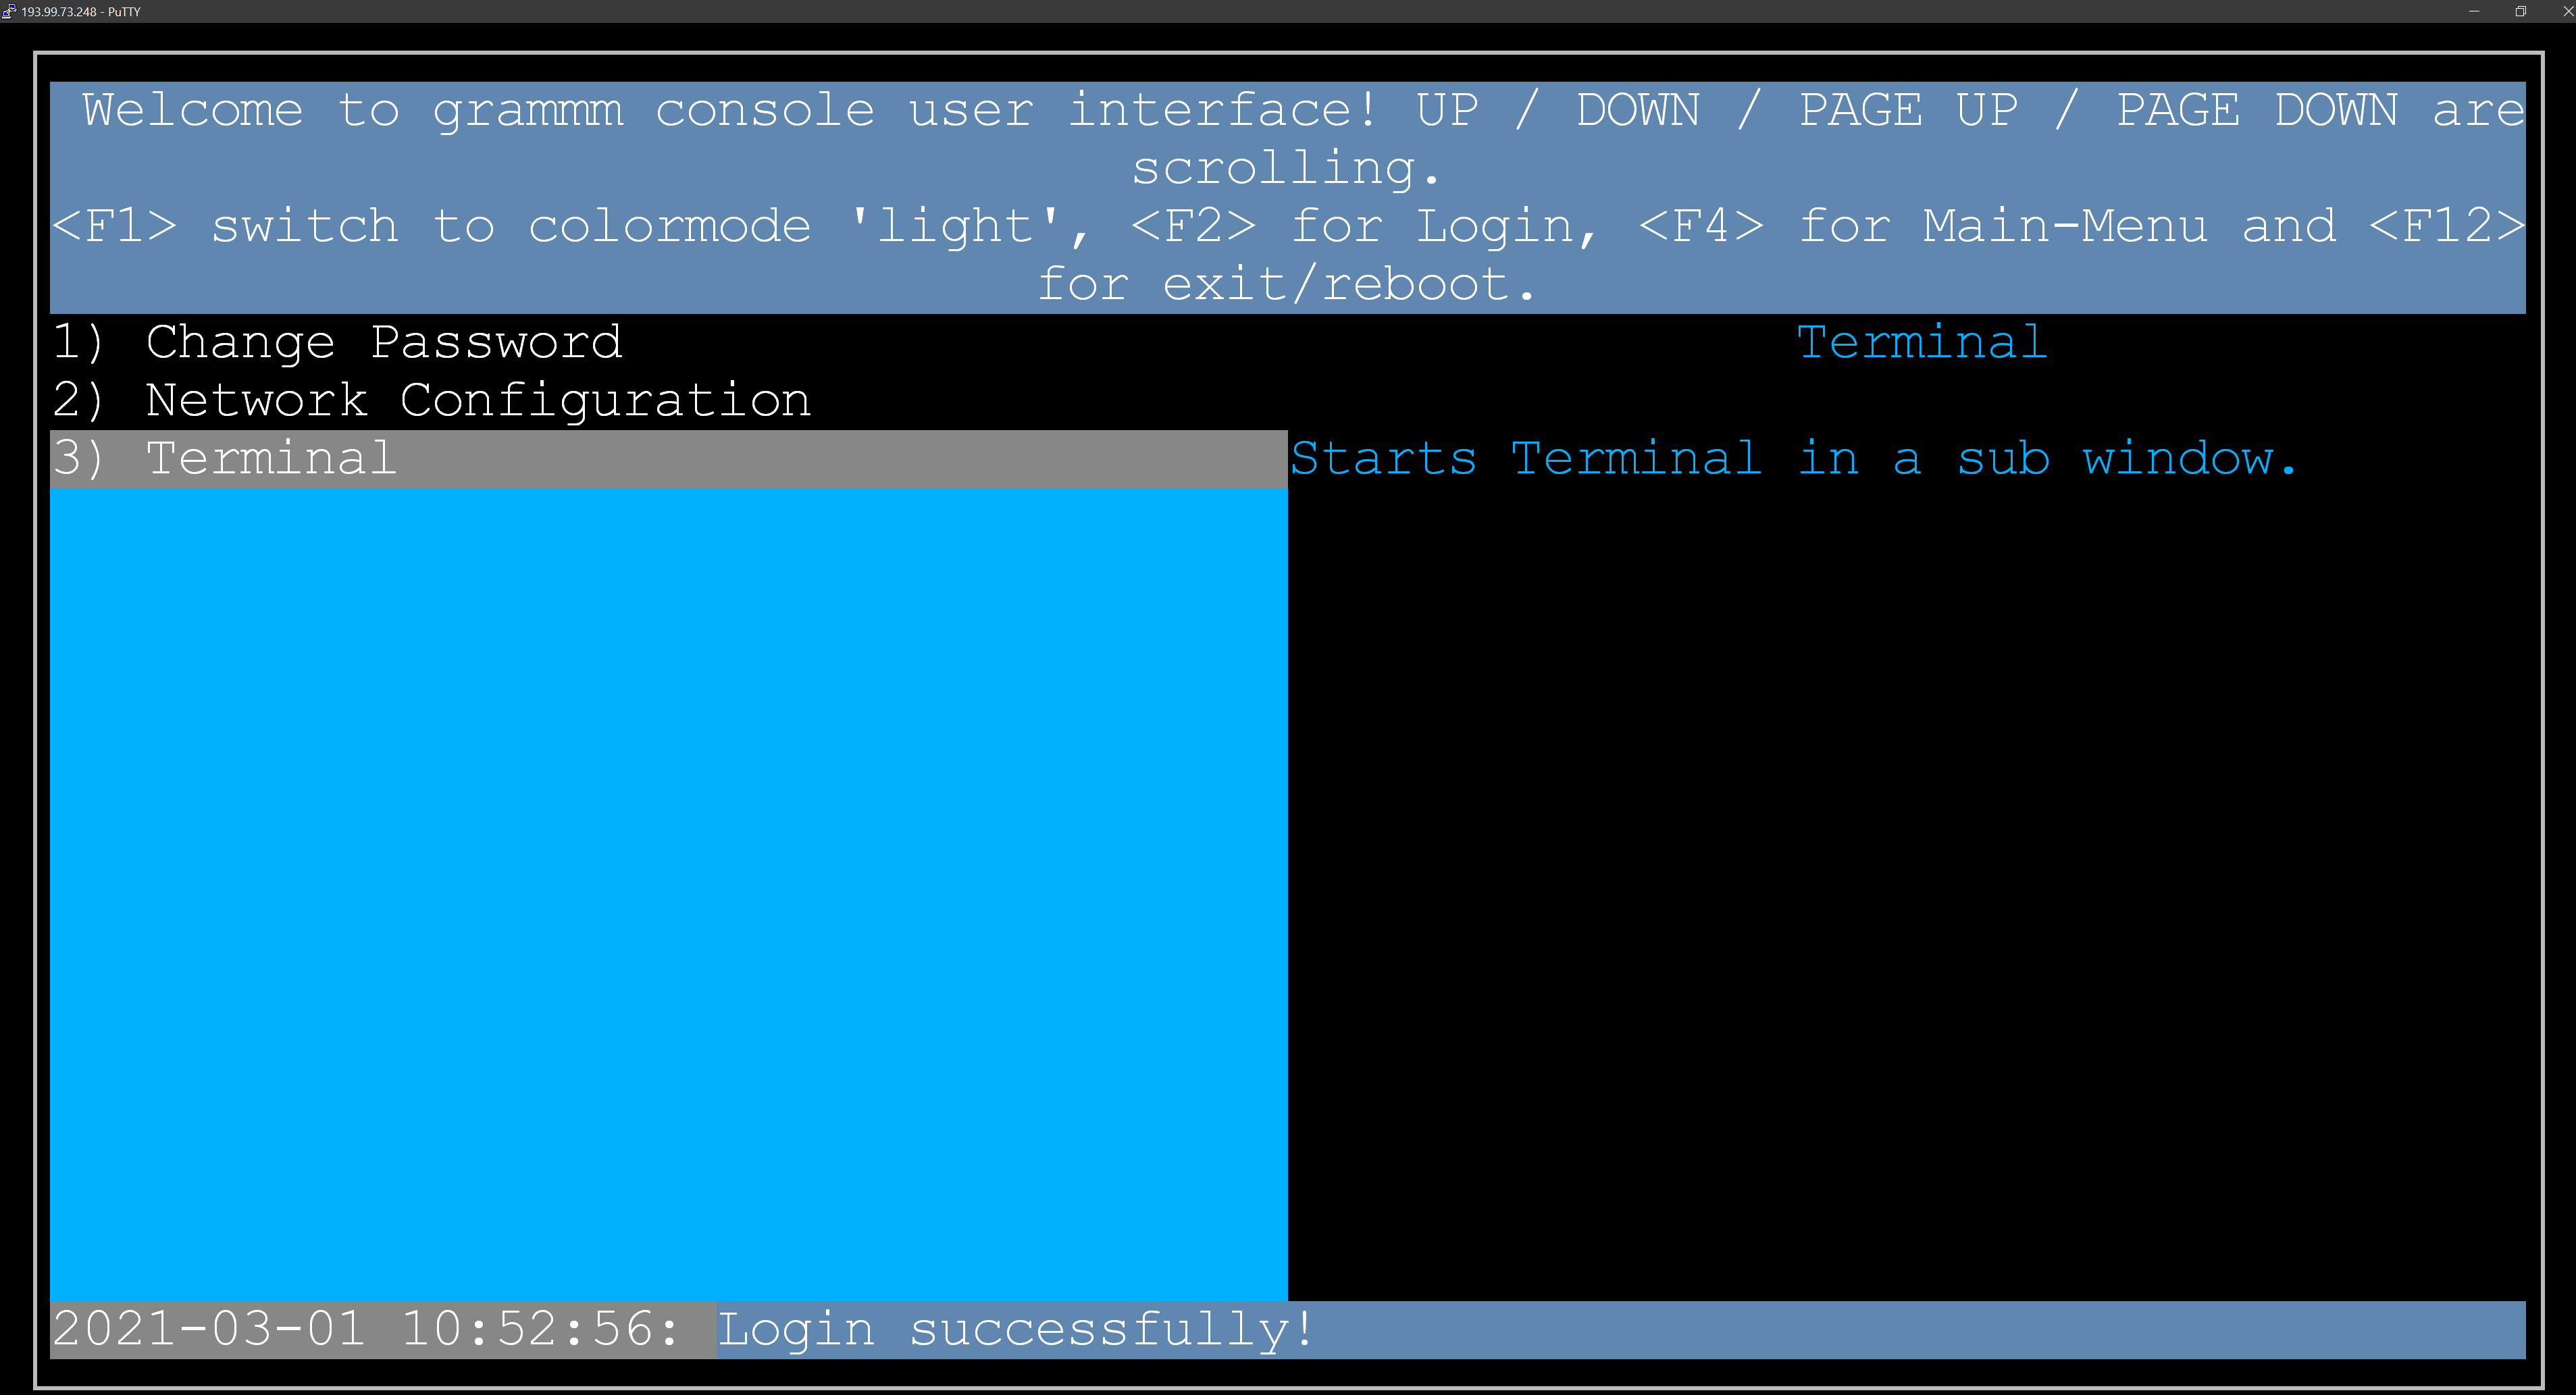 193.99.73.248 - PuTTY
Welcome to grammm console user interface! UP / DOWN / PAGE UP / PAGE DOWN are
scrolling.
<F1> switch to colormode 'light', <F2> for Login, <F4> for Main-Menu and <F12>
for exit/reboot.
1) Change Password
Terminal
2) Network Configuration
3) Terminal
Starts Terminal in a sub window.
2021-03-01 10:52:56: Login successfully!